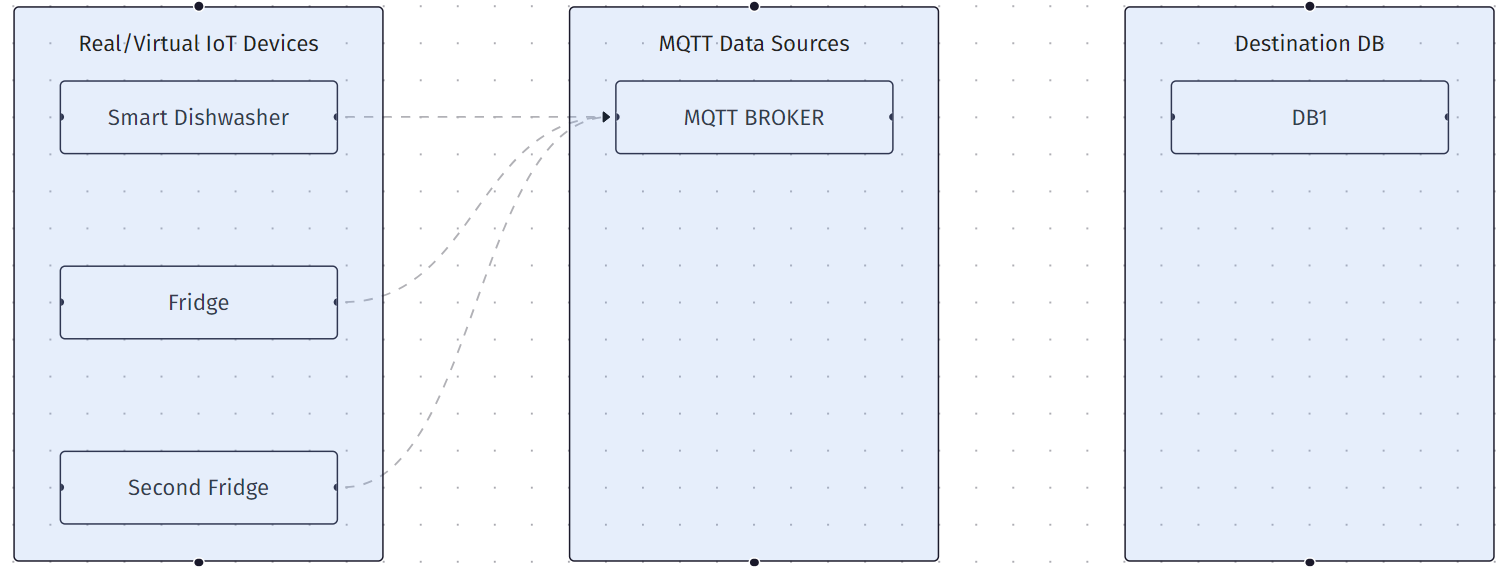 Real/Virtual IoT Devices
Smart Dishwasher
Fridge
Second Fridge
MQTT Data Sources
MQTT BROKER
Destination DB
DB1